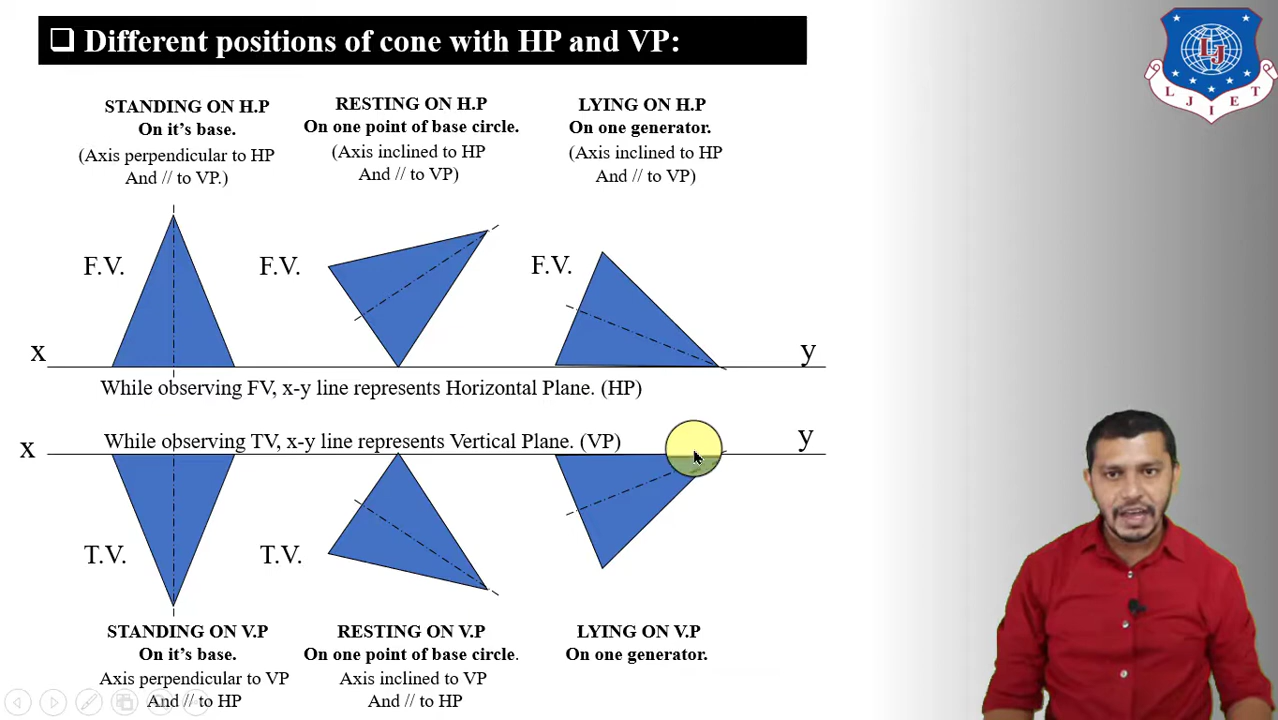 ❑ Different positions of cone with HP and VP:
STANDING ON H.P
On it's base.
(Axis perpendicular to HP
And // to VP.)
RESTING ON H.P
On one point of base circle.
(Axis inclined to HP
And // to VP)
LYING ON H.P
On one generator.
(Axis inclined to HP
And // to VP)
F.V.
F.V.
F.V.
x
y
While observing FV, x-y line represents Horizontal Plane. (HP)
x
While observing TV, x-y line represents Vertical Plane. (VP)
y
T.V.
T.V.
STANDING ON V.P
On it's base.
Axis perpendicular to VP
And // to HP
RESTING ON V.P
On one point of base circle.
Axis inclined to VP
And // to HP
LYING ON V.P
On one generator.
LJ
LJIET